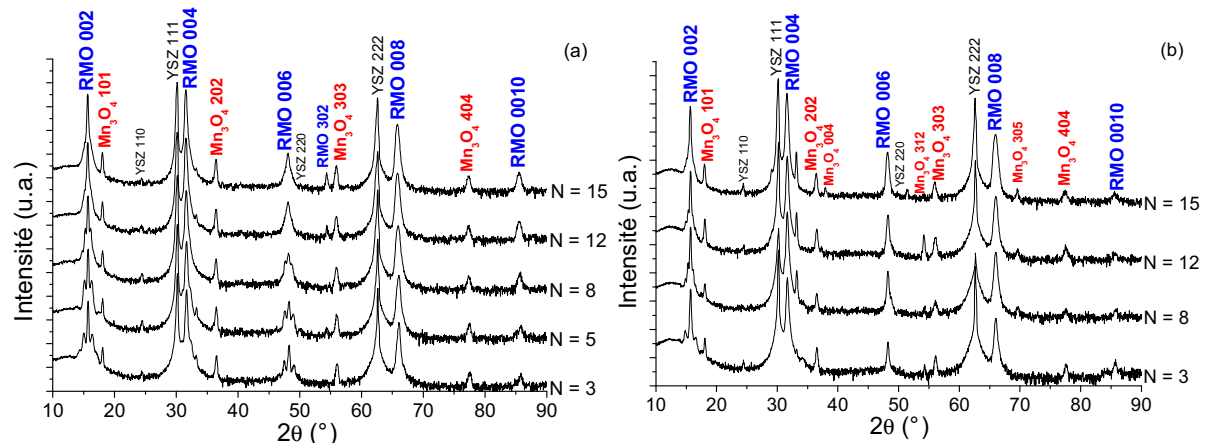 (a)
Intensité (u.a.)
RMO 002
Mn₃O₄ 101
YSZ 110
YSZ 111
RMO 004
Mn₃O₄ 202
RMO 006
YSZ 220
RMO 302
Mn₃O₄ 303
YSZ 222
RMO 008
Mn₃O₄ 404
RMO 0010
N = 15
N = 12
N = 8
N = 5
N = 3
10 20 30 40 50 60 70 80 90
2θ (°)
(b)
Intensité (u.a.)
RMO 002
Mn₃O₄ 101
YSZ 110
YSZ 111
RMO 004
Mn₃O₄ 202
Mn₃O₄ 004
RMO 006
YSZ 220
Mn₃O₄ 312
Mn₃O₄ 303
YSZ 222
RMO 008
Mn₃O₄ 305
Mn₃O₄ 404
RMO 0010
N = 15
N = 12
N = 8
N = 3
10 20 30 40 50 60 70 80 90
2θ (°)